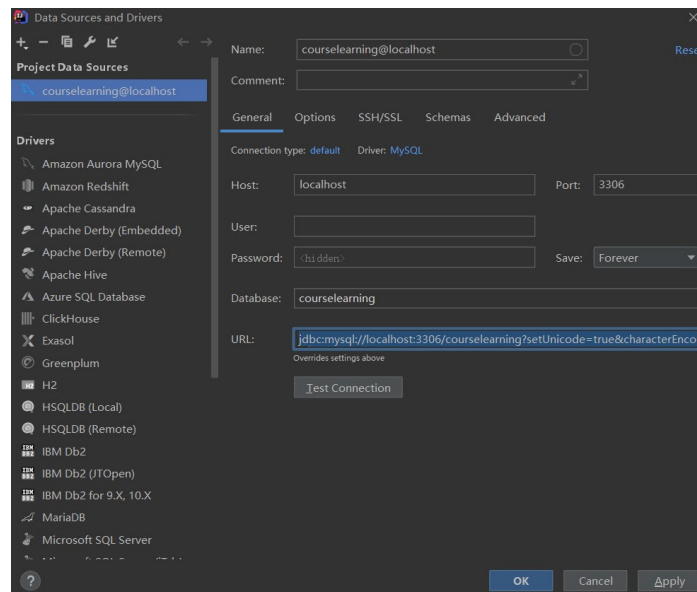 Data Sources and Drivers
Project Data Sources
courselearning@localhost
Drivers
Amazon Aurora MySQL
Amazon Redshift
Apache Cassandra
Apache Derby (Embedded)
Apache Derby (Remote)
Apache Hive
Azure SQL Database
ClickHouse
Exasol
Greenplum
H2
HSQLDB (Local)
HSQLDB (Remote)
IBM Db2
IBM Db2 (JTOpen)
IBM Db2 for 9.X, 10.X
MariaDB
Microsoft SQL Server
Name: courselearning@localhost
Rese
Comment:
General Options SSH/SSL Schemas Advanced
Connection type: default Driver: MySQL
Host: localhost Port: 3306
User:
Password: <hidden> Save: Forever
Database: courselearning
URL: jdbc:mysql://localhost:3306/courselearning?setUnicode=true&characterEnco
Overrides settings above
Test Connection
? OK Cancel Apply